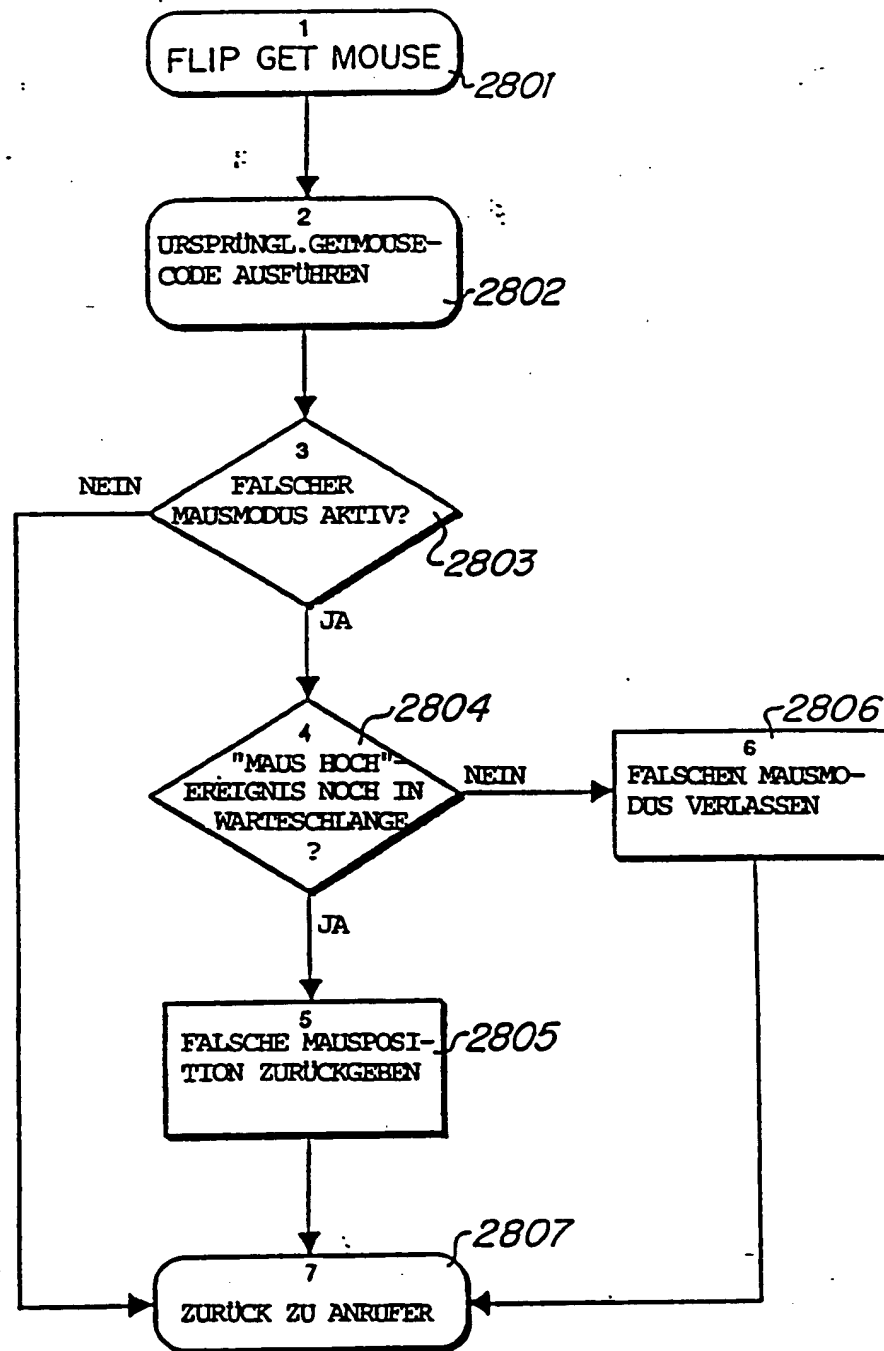 1
FLIP GET MOUSE
2801
2
URSPRÜNGL.GETMOUSE-
CODE AUSFÜHREN
2802
3
FALSCHER
MAUSMODUS AKTIV?
2803
NEIN
JA
4
"MAUS HOCH"-
EREIGNIS NOCH IN
WARTESCHLANGE
?
2804
NEIN
JA
6
FALSCHEN MAUSMO-
DUS VERLASSEN
2806
5
FALSCHE MAUSPOSI-
TION ZURÜCKGEBEN
2805
7
ZURÜCK ZU ANRUFER
2807